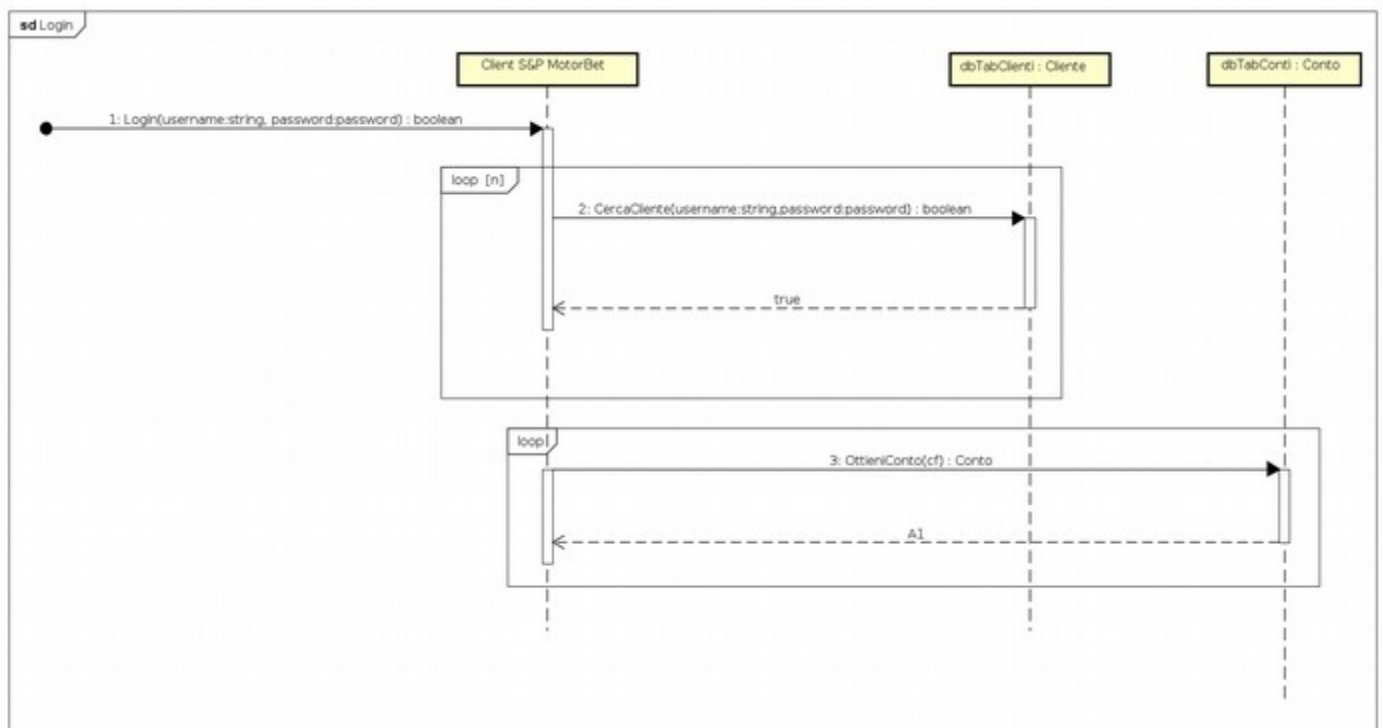 sd Login
Client S&P MotorBet
dbTabClienti : Cliente
dbTabConti : Conto
1: Login(username:string, password:password) : boolean
loop [n]
2: CercaCliente(username:string,password:password) : boolean
true
loop
3: OttieniConto(cf) : Conto
A1